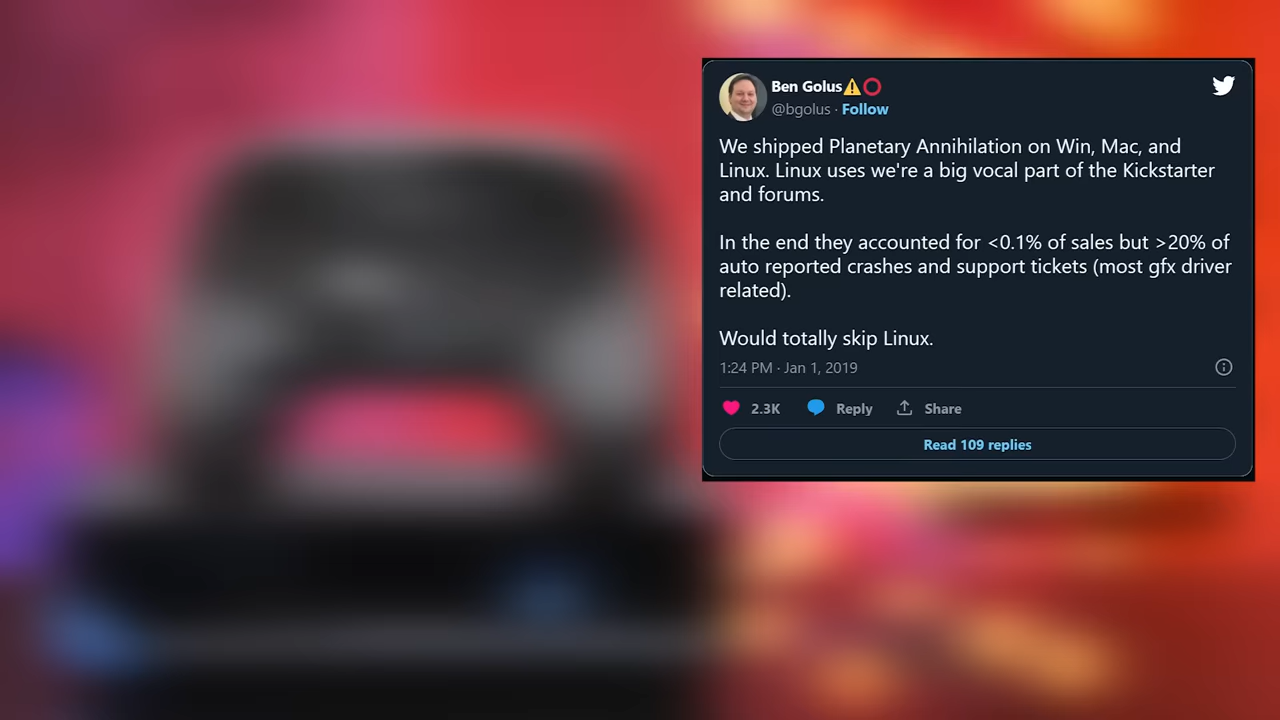 Ben Golus⚠️⭕
@bgolus · Follow
We shipped Planetary Annihilation on Win, Mac, and
Linux. Linux uses we're a big vocal part of the Kickstarter
and forums.
In the end they accounted for <0.1% of sales but >20% of
auto reported crashes and support tickets (most gfx driver
related).
Would totally skip Linux.
1:24 PM · Jan 1, 2019
2.3K Reply Share
Read 109 replies